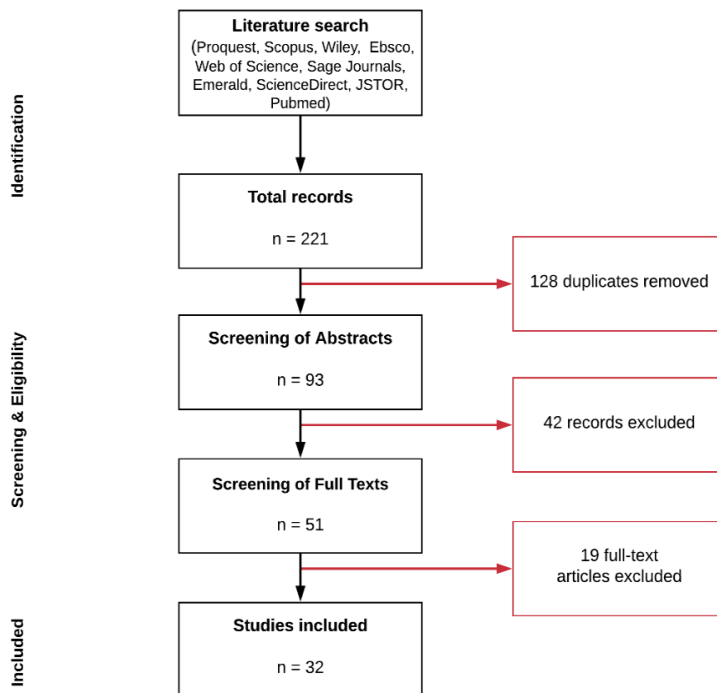 Literature search
(Proquest, Scopus, Wiley, Ebsco,
Web of Science, Sage Journals,
Emerald, ScienceDirect, JSTOR,
Pubmed)
Identification
Total records
n = 221
128 duplicates removed
Screening of Abstracts
n = 93
Screening & Eligibility
42 records excluded
Screening of Full Texts
n = 51
19 full-text
articles excluded
Studies included
n = 32
Included